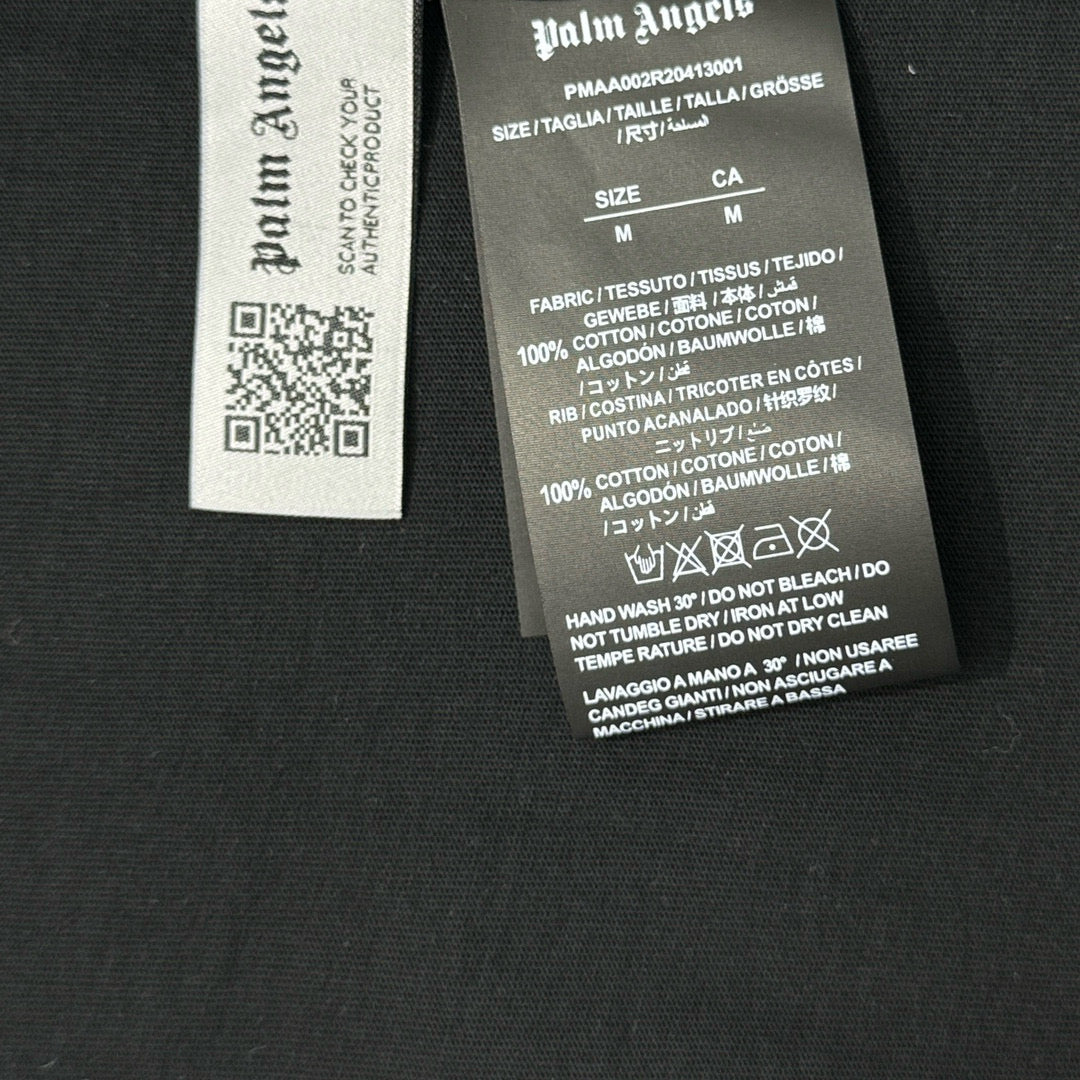 Palm Angels
SCAN TO CHECK YOUR
AUTHENTIC PRODUCT
Palm Angels
PMAA002R20413001
SIZE / TAGLIA / TAILLE / TALLA / GRÖSSE
/ 尺寸 /
SIZE CA
M M
FABRIC / TESSUTO / TISSUS / TEJIDO /
GEWEBE / 面料 / 本体 /
100% COTTON / COTONE / COTON /
ALGODÓN / BAUMWOLLE / 棉
/ コットン / قطن
RIB / COSTINA / TRICOTER EN CÔTES /
PUNTO ACANALADO / 针织罗纹 /
ニットリブ /
100% COTTON / COTONE / COTON /
ALGODÓN / BAUMWOLLE / 棉
/ コットン / قطن
HAND WASH 30° / DO NOT BLEACH / DO
NOT TUMBLE DRY / IRON AT LOW
TEMPE RATURE / DO NOT DRY CLEAN
LAVAGGIO A MANO A 30° / NON USAREE
CANDEG GIANTI / NON ASCIUGARE A
MACCHINA / STIRARE A BASSA